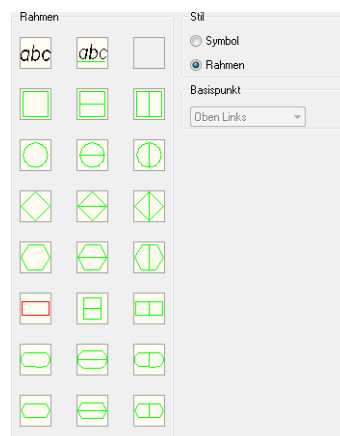 Rahmen
abc
abc
Stil
Symbol
Rahmen
Basispunkt
Oben Links